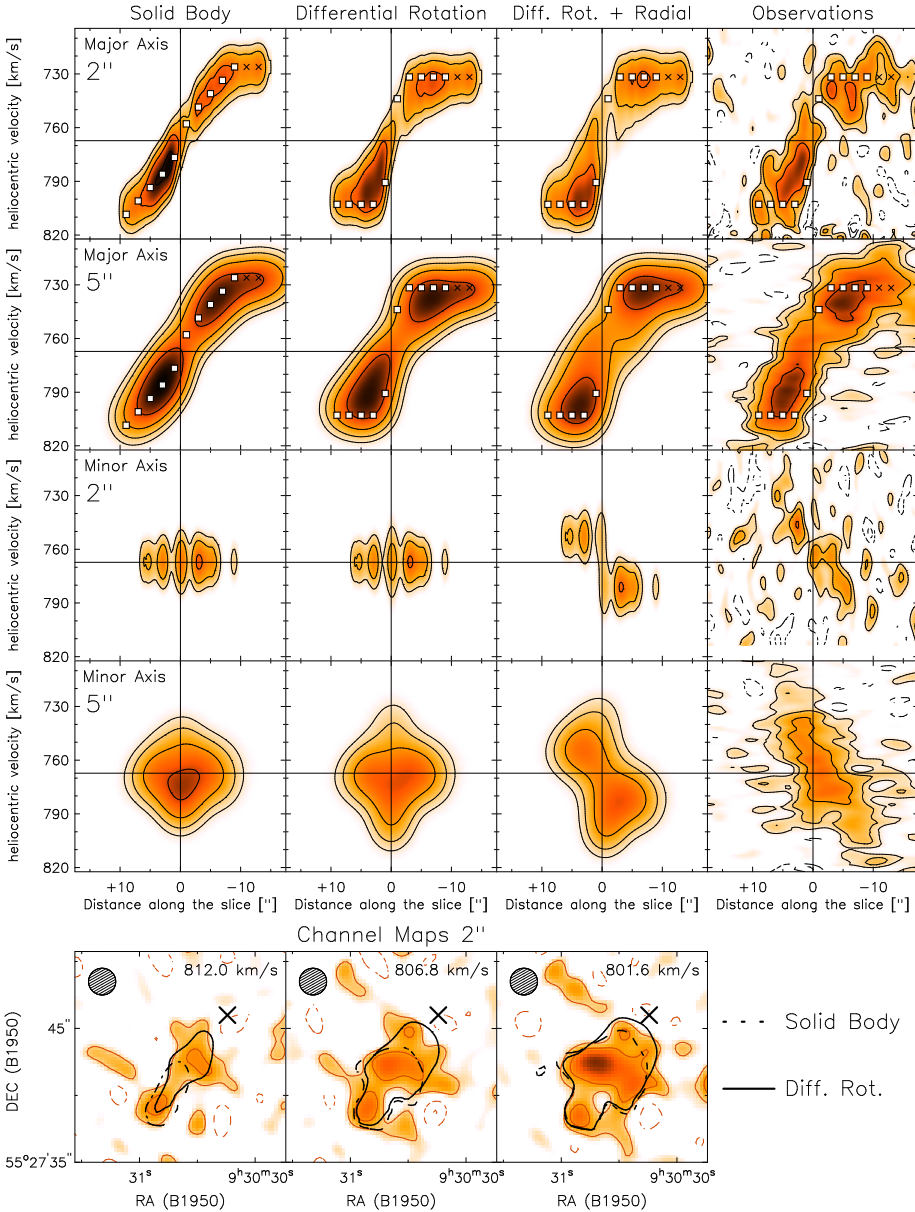 Solid Body
Differential Rotation
Diff. Rot. + Radial
Observations
heliocentric velocity [km/s]
730
760
790
820
Major Axis
2"
heliocentric velocity [km/s]
730
760
790
820
Major Axis
5"
heliocentric velocity [km/s]
730
760
790
820
Minor Axis
2"
heliocentric velocity [km/s]
730
760
790
820
Minor Axis
5"
+10 0 -10
+10 0 -10
+10 0 -10
+10 0 -10
Distance along the slice ["]
Distance along the slice ["]
Distance along the slice ["]
Distance along the slice ["]
Channel Maps 2"
812.0 km/s
806.8 km/s
801.6 km/s
DEC (B1950)
45"
55°27'35"
31s 9h30m30s
31s 9h30m30s
31s 9h30m30s
RA (B1950)
RA (B1950)
RA (B1950)
Solid Body
Diff. Rot.